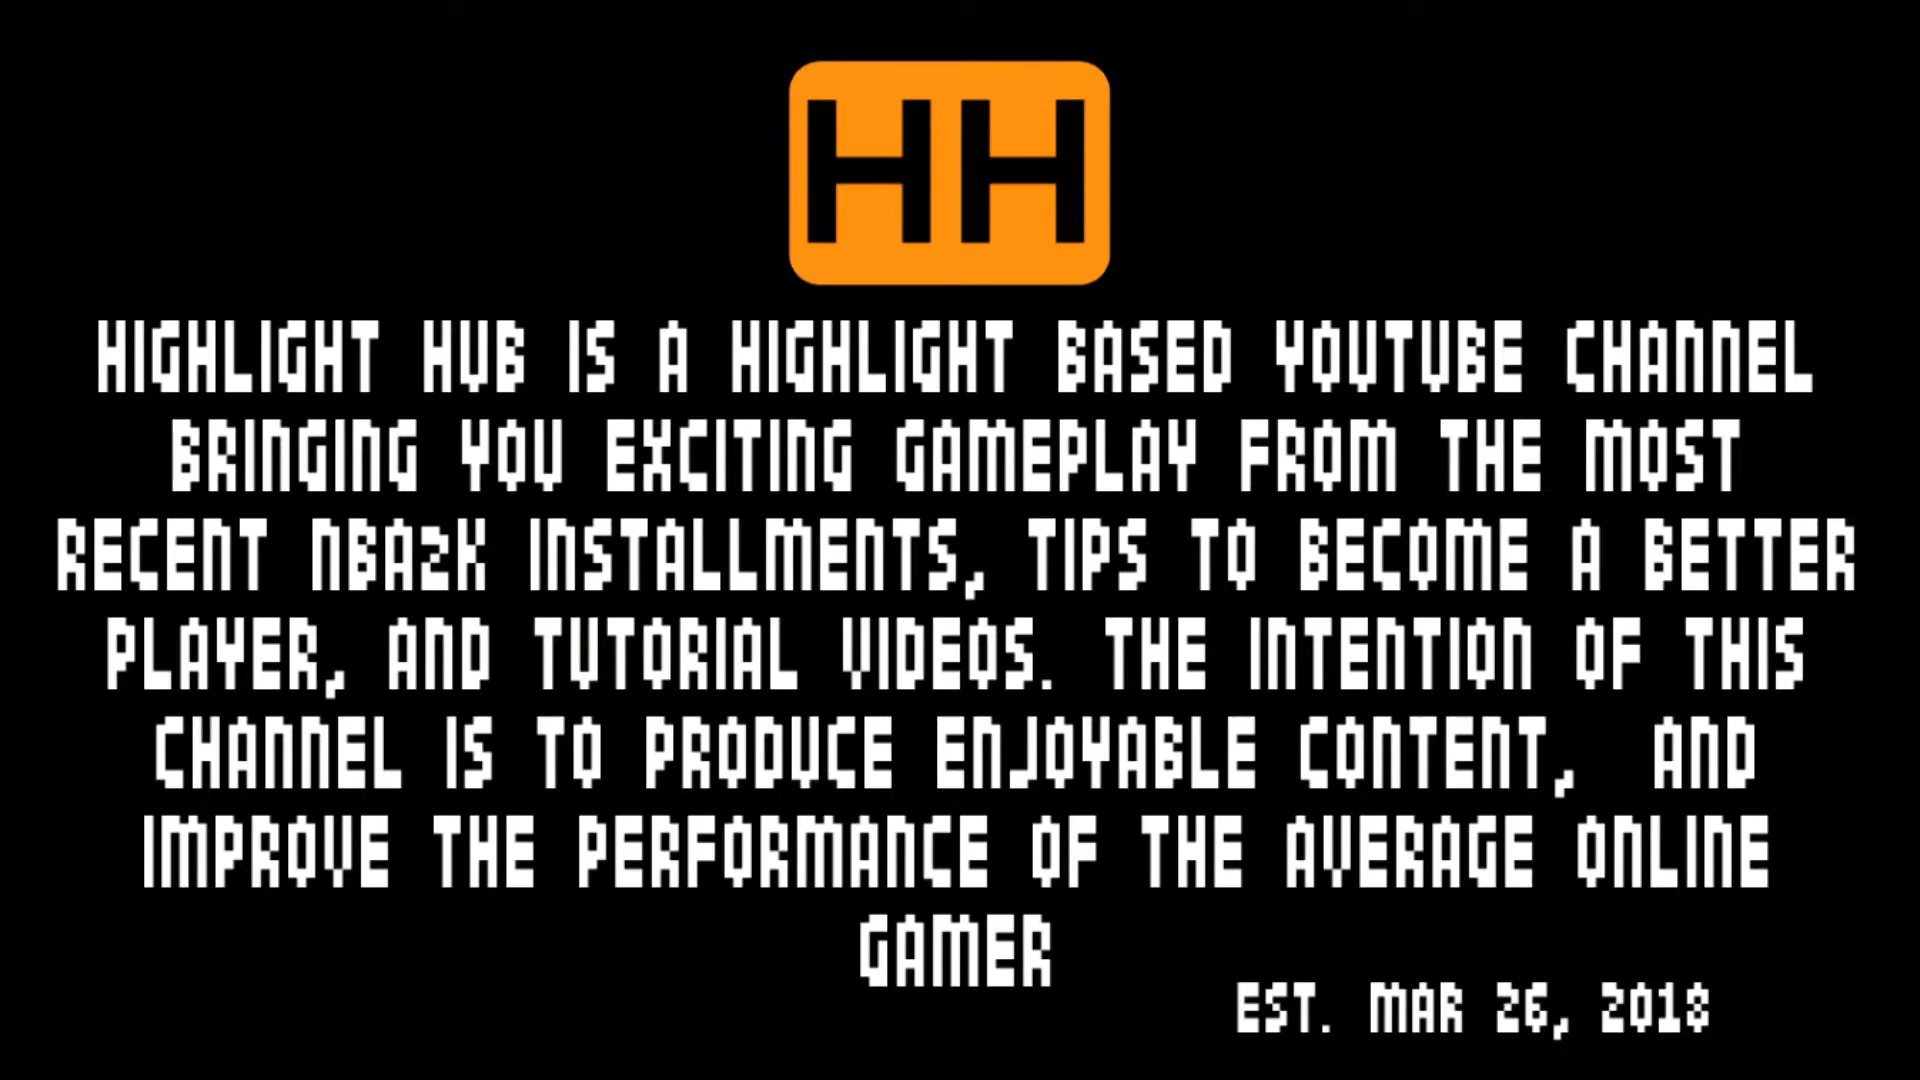 HH
HIGHLIGHT HUB IS A HIGHLIGHT BASED YOUTUBE CHANNEL
BRINGING YOU EXCITING GAMEPLAY FROM THE MOST
RECENT NBA2K INSTALLMENTS, TIPS TO BECOME A BETTER
PLAYER, AND TUTORIAL VIDEOS. THE INTENTION OF THIS
CHANNEL IS TO PRODUCE ENJOYABLE CONTENT, AND
IMPROVE THE PERFORMANCE OF THE AVERAGE ONLINE
GAMER
EST. MAR 26, 2018